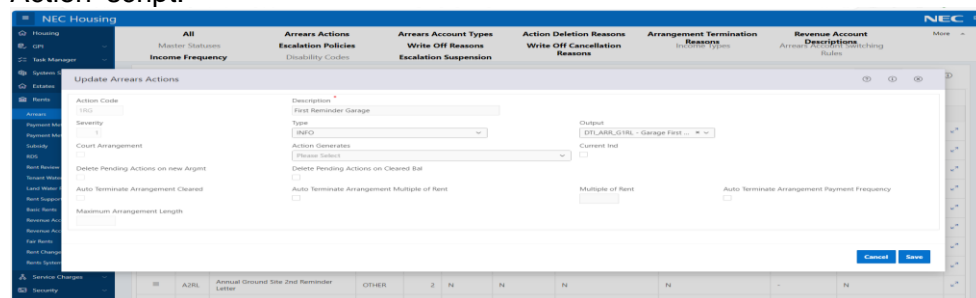 Action' script.
NEC Housing
NEC
Housing
All
Arrears Actions
Arrears Account Types
Action Deletion Reasons
Arrangement Termination Reasons
Revenue Account Descriptions
More
GPI
Master Statuses
Escalation Policies
Write Off Reasons
Write Off Cancellation Reasons
Income Types
Arrears Account Switching Rules
Task Manager
Income Frequency
Disability Codes
Escalation Suspension
System S
Update Arrears Actions
Estates
Rents
Action Code
Description *
1RG
First Reminder Garage
Arrears
Severity
Type
Output
Payment Me
INFO
DTI_ARR_G1RL - Garage First ...
Payment Mo
Subsidy
Court Arrangement
Action Generates
Current Ind
RDS
Please Select
Rent Review
Delete Pending Actions on new Argmt
Delete Pending Actions on Cleared Bal
Tenant Wate
Land Water
Auto Terminate Arrangement Cleared
Auto Terminate Arrangement Multiple of Rent
Multiple of Rent
Auto Terminate Arrangement Payment Frequency
Rent Suppor
Basic Rents
Maximum Arrangement Length
Revenue Acc
Revenue Acc
Fair Rents
Rent Change
Cancel
Save
Rents System
Service Charges
A2RL
Annual Ground Site 2nd Reminder Letter
OTHER
2
N
N
N
N
-
N
Security